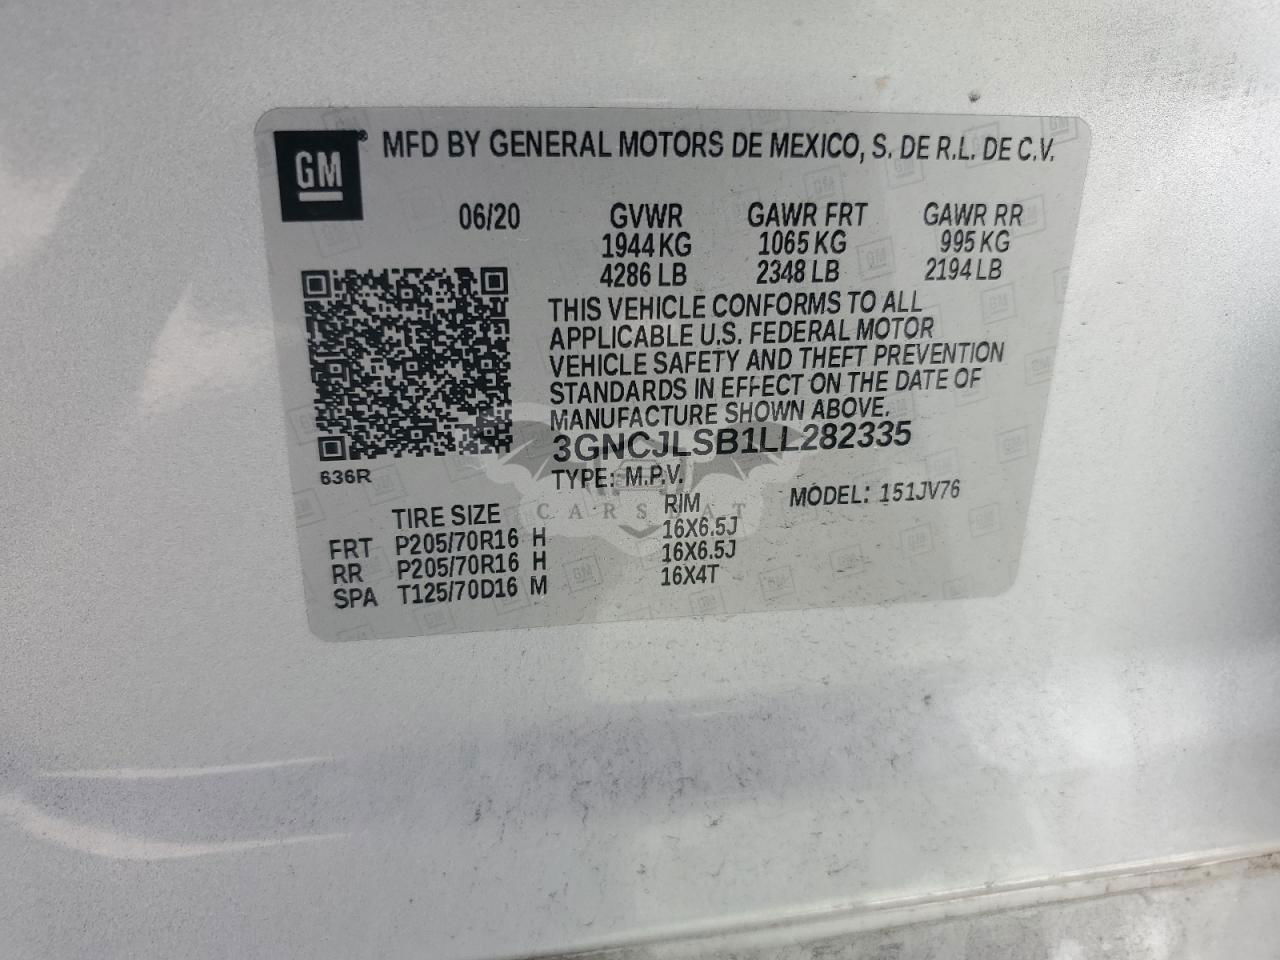 GM
MFD BY GENERAL MOTORS DE MEXICO, S. DE R.L. DE C.V.
06/20 GVWR GAWR FRT GAWR RR
1944 KG 1065 KG 995 KG
4286 LB 2348 LB 2194 LB
THIS VEHICLE CONFORMS TO ALL
APPLICABLE U.S. FEDERAL MOTOR
VEHICLE SAFETY AND THEFT PREVENTION
STANDARDS IN EFFECT ON THE DATE OF
MANUFACTURE SHOWN ABOVE.
3GNCJLSB1LL282335
636R
TYPE: M.P.V. MODEL: 151JV76
CARSBAT
TIRE SIZE RIM
FRT P205/70R16 H 16X6.5J
RR P205/70R16 H 16X6.5J
SPA T125/70D16 M 16X4T